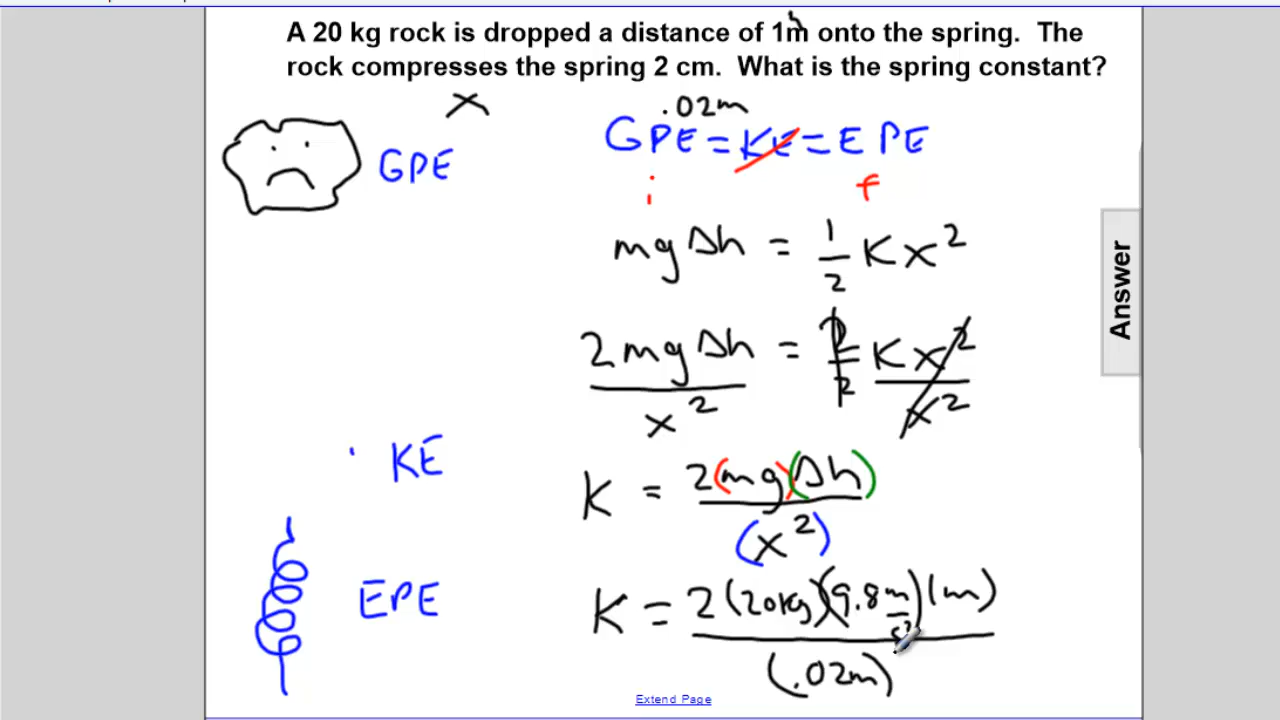 A 20 kg rock is dropped a distance of 1m onto the spring. The
rock compresses the spring 2 cm. What is the spring constant?
h
x
.02m
GPE
GPE = KE = EPE
i f
mgΔh = 1/2 Kx²
2mgΔh / x² = 2/2 Kx² / x²
KE
K = 2(mg)(Δh) / (x²)
EPE
K = 2(20kg)(9.8 m/s²)(1m) / (.02m)
Answer
Extend Page